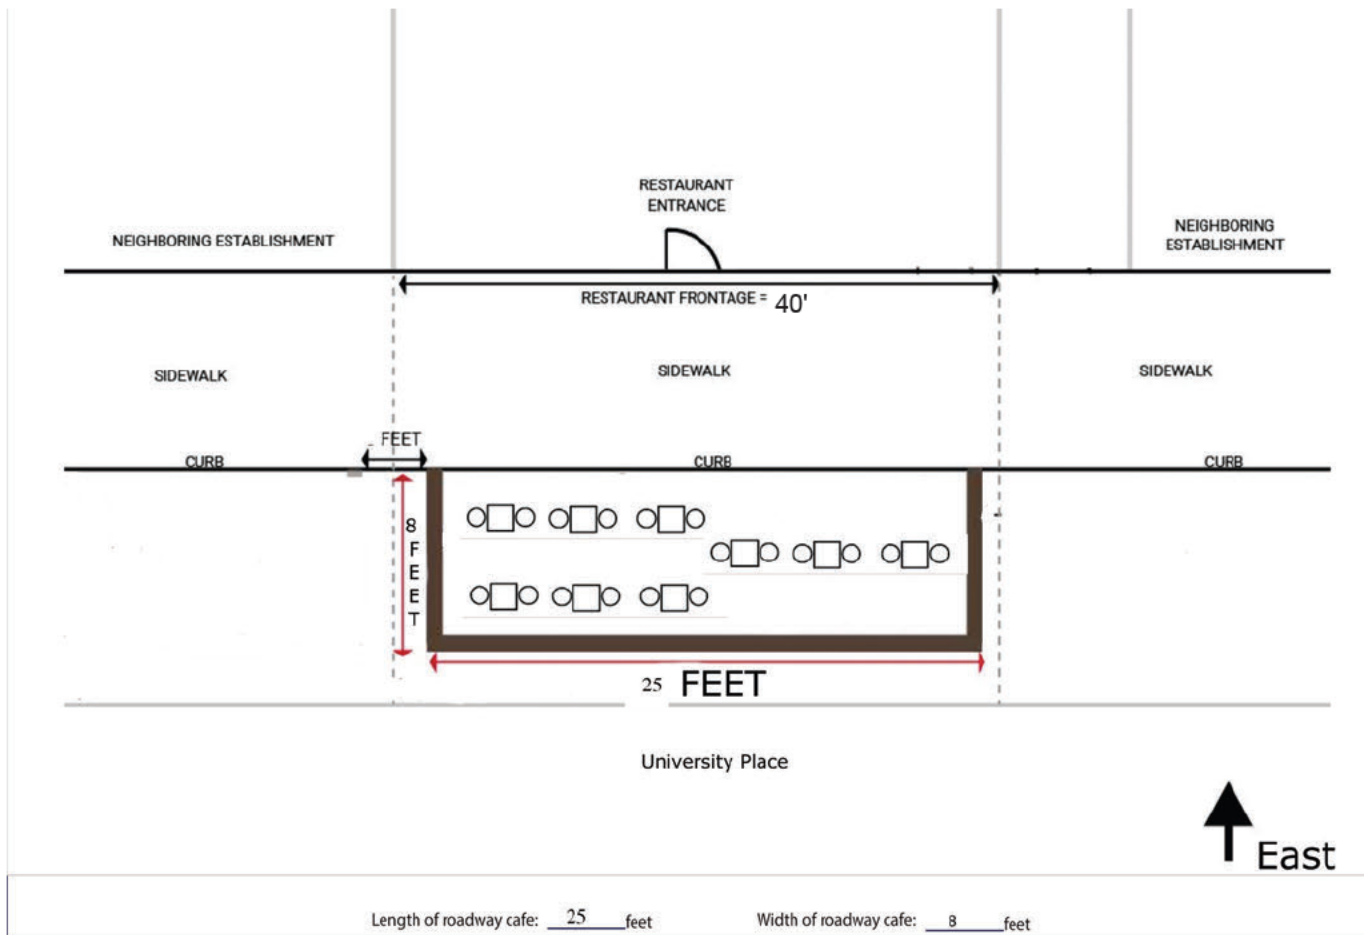 RESTAURANT
ENTRANCE
NEIGHBORING ESTABLISHMENT
NEIGHBORING
ESTABLISHMENT
RESTAURANT FRONTAGE = 40'
SIDEWALK
SIDEWALK
SIDEWALK
FEET
CURB
CURB
CURB
8 FEET
25 FEET
University Place
East
Length of roadway cafe: 25 feet
Width of roadway cafe: 8 feet